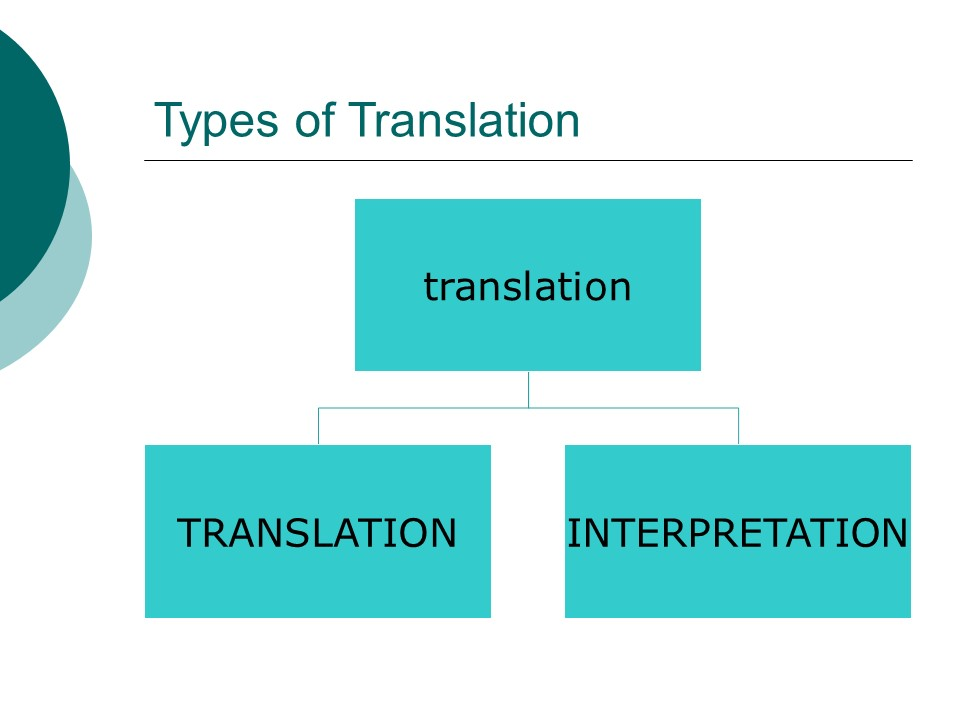 Types of Translation
translation
TRANSLATION
INTERPRETATION